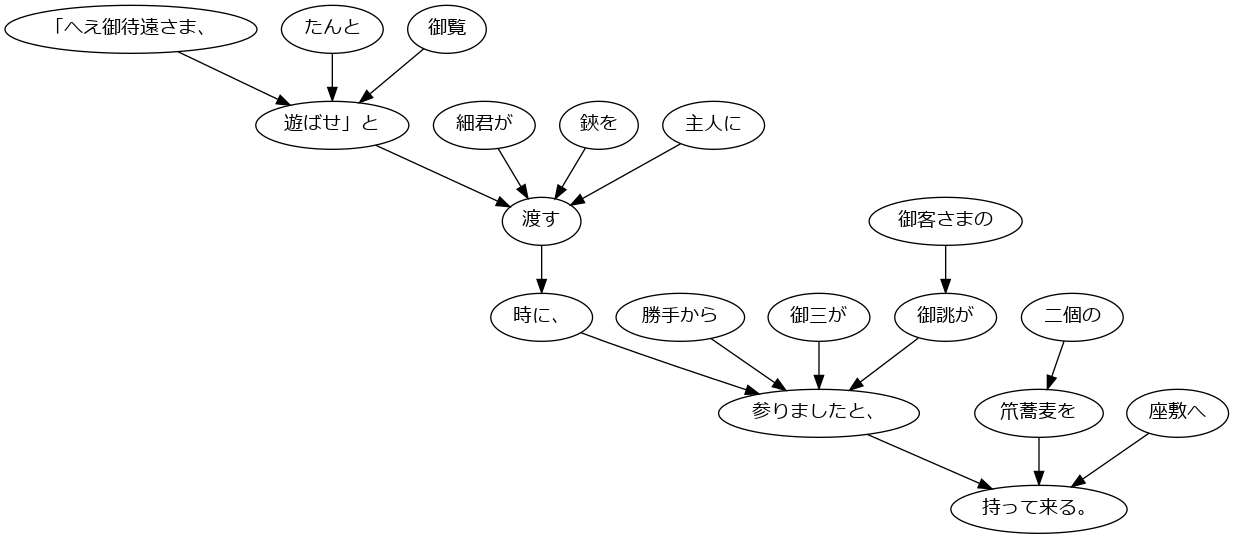 「へえ御待遠さま、
たんと
御覧
遊ばせ」と
細君が
鋏を
主人に
渡す
御客さまの
時に、
勝手から
御三が
御誂が
二個の
参りましたと、
笊蕎麦を
座敷へ
持って来る。